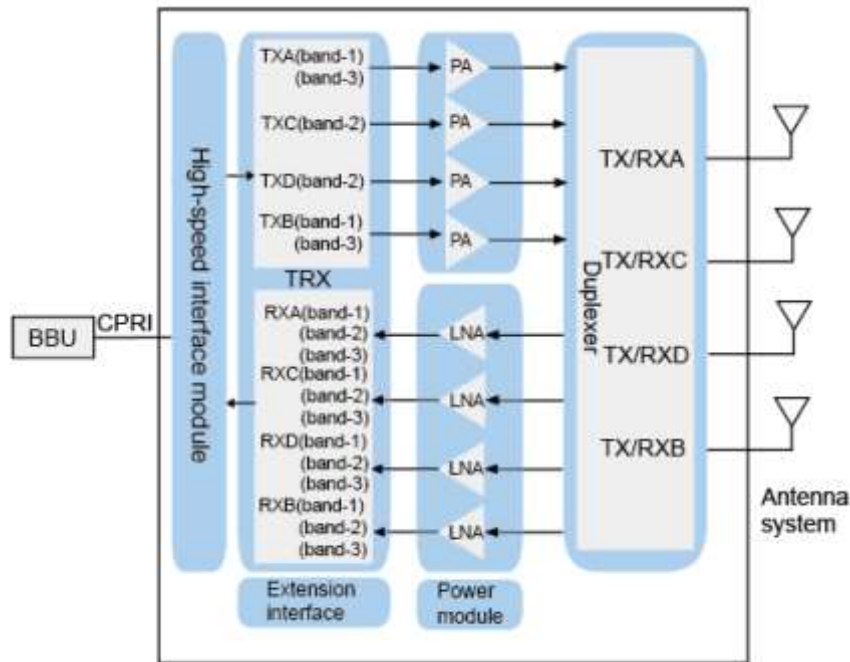 BBU
CPRI
High-speed interface module
TXA(band-1)
(band-3)
TXC(band-2)
TXD(band-2)
TXB(band-1)
(band-3)
TRX
RXA(band-1)
(band-2)
(band-3)
RXC(band-1)
(band-2)
(band-3)
RXD(band-1)
(band-2)
(band-3)
RXB(band-1)
(band-2)
(band-3)
Extension
interface
PA
PA
PA
PA
LNA
LNA
LNA
LNA
Power
module
Duplexer
TX/RXA
TX/RXC
TX/RXD
TX/RXB
Antenna
system